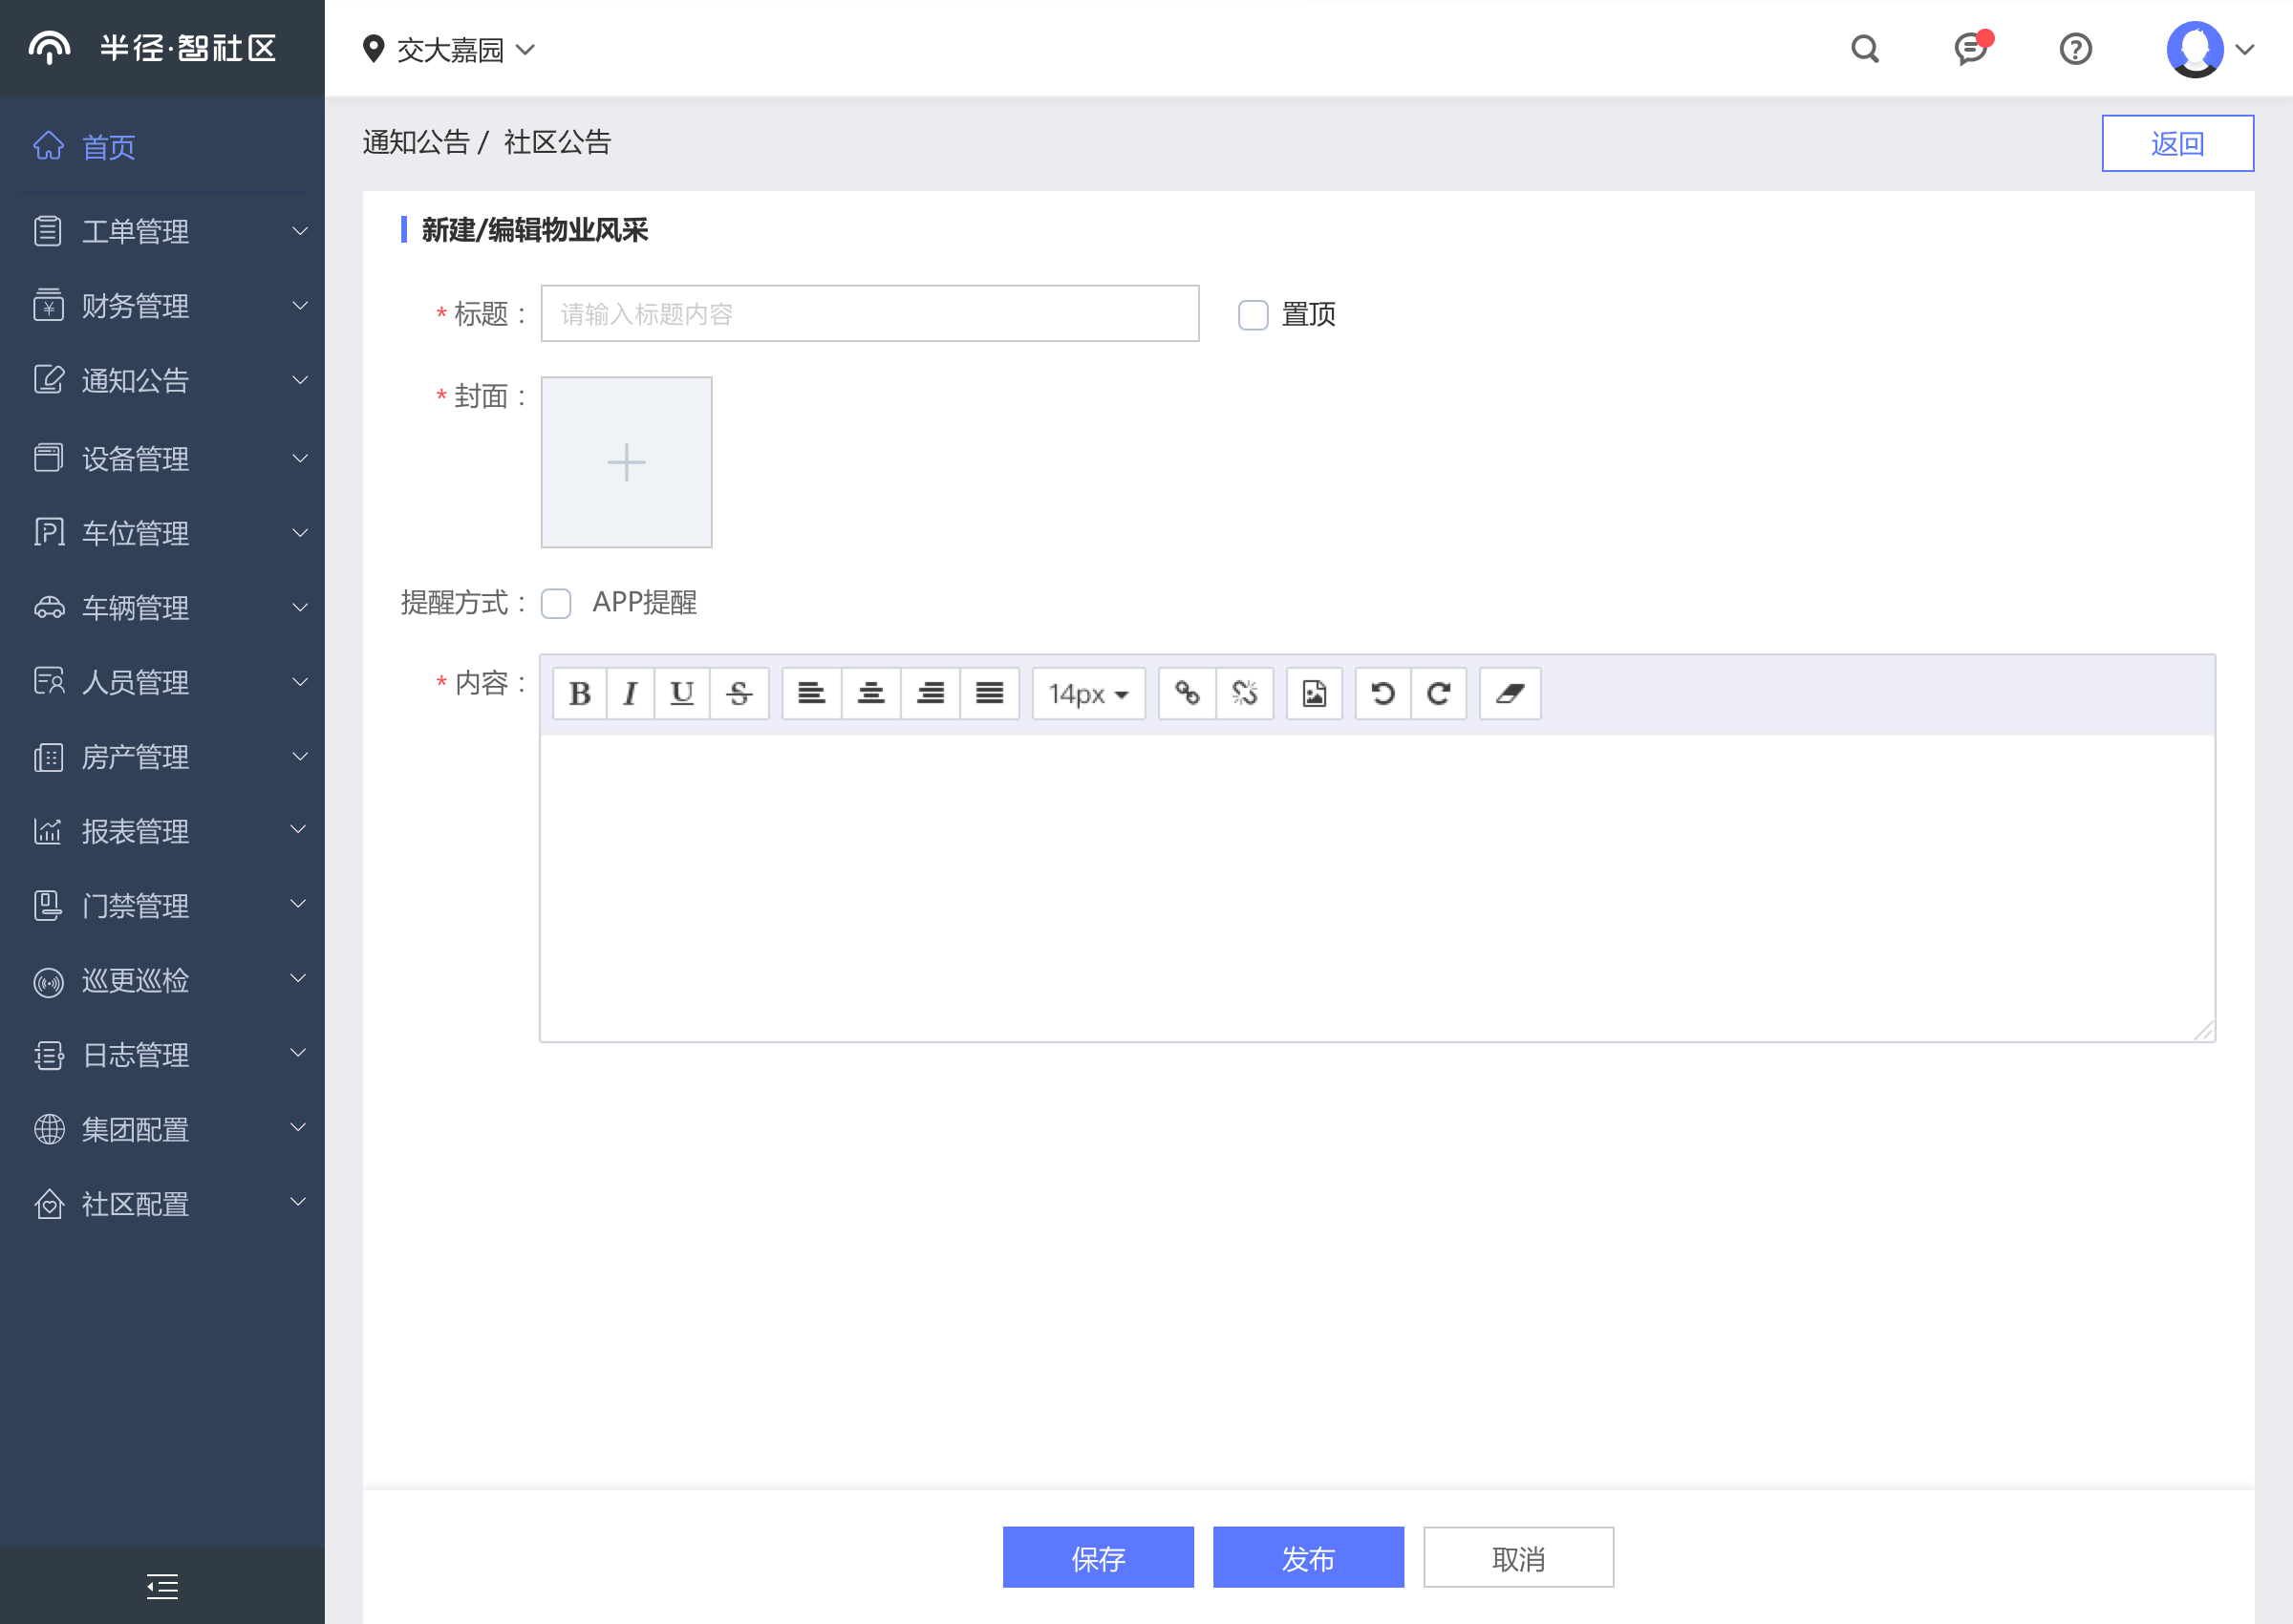 半径·智社区
交大嘉园
首页
工单管理
财务管理
通知公告
设备管理
车位管理
车辆管理
人员管理
房产管理
报表管理
门禁管理
巡更巡检
日志管理
集团配置
社区配置
通知公告 / 社区公告
返回
新建/编辑物业风采
* 标题：
请输入标题内容
置顶
* 封面：
提醒方式：
APP提醒
* 内容：
B I U S 14px
保存
发布
取消